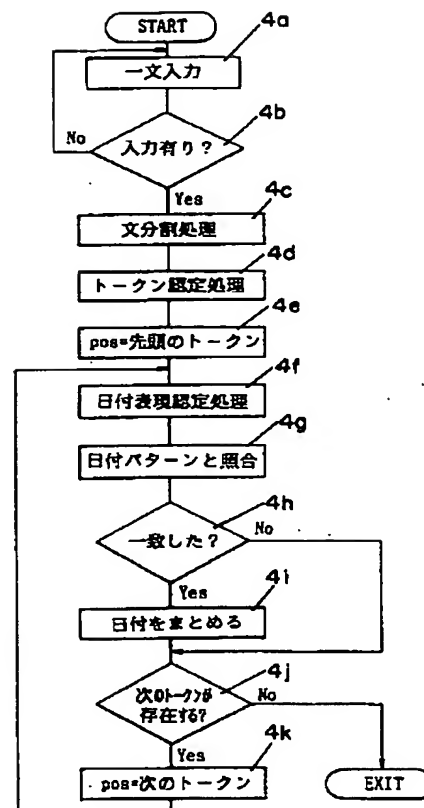 START
4a
一文入力
4b
No
入力有り？
Yes
4c
文分割処理
4d
トークン認定処理
4e
pos=先頭のトークン
4f
日付表現認定処理
4g
日付パターンと照合
4h
一致した？
No
Yes
4i
日付をまとめる
4j
次のトークンが
存在する？
No
Yes
4k
pos=次のトークン
EXIT